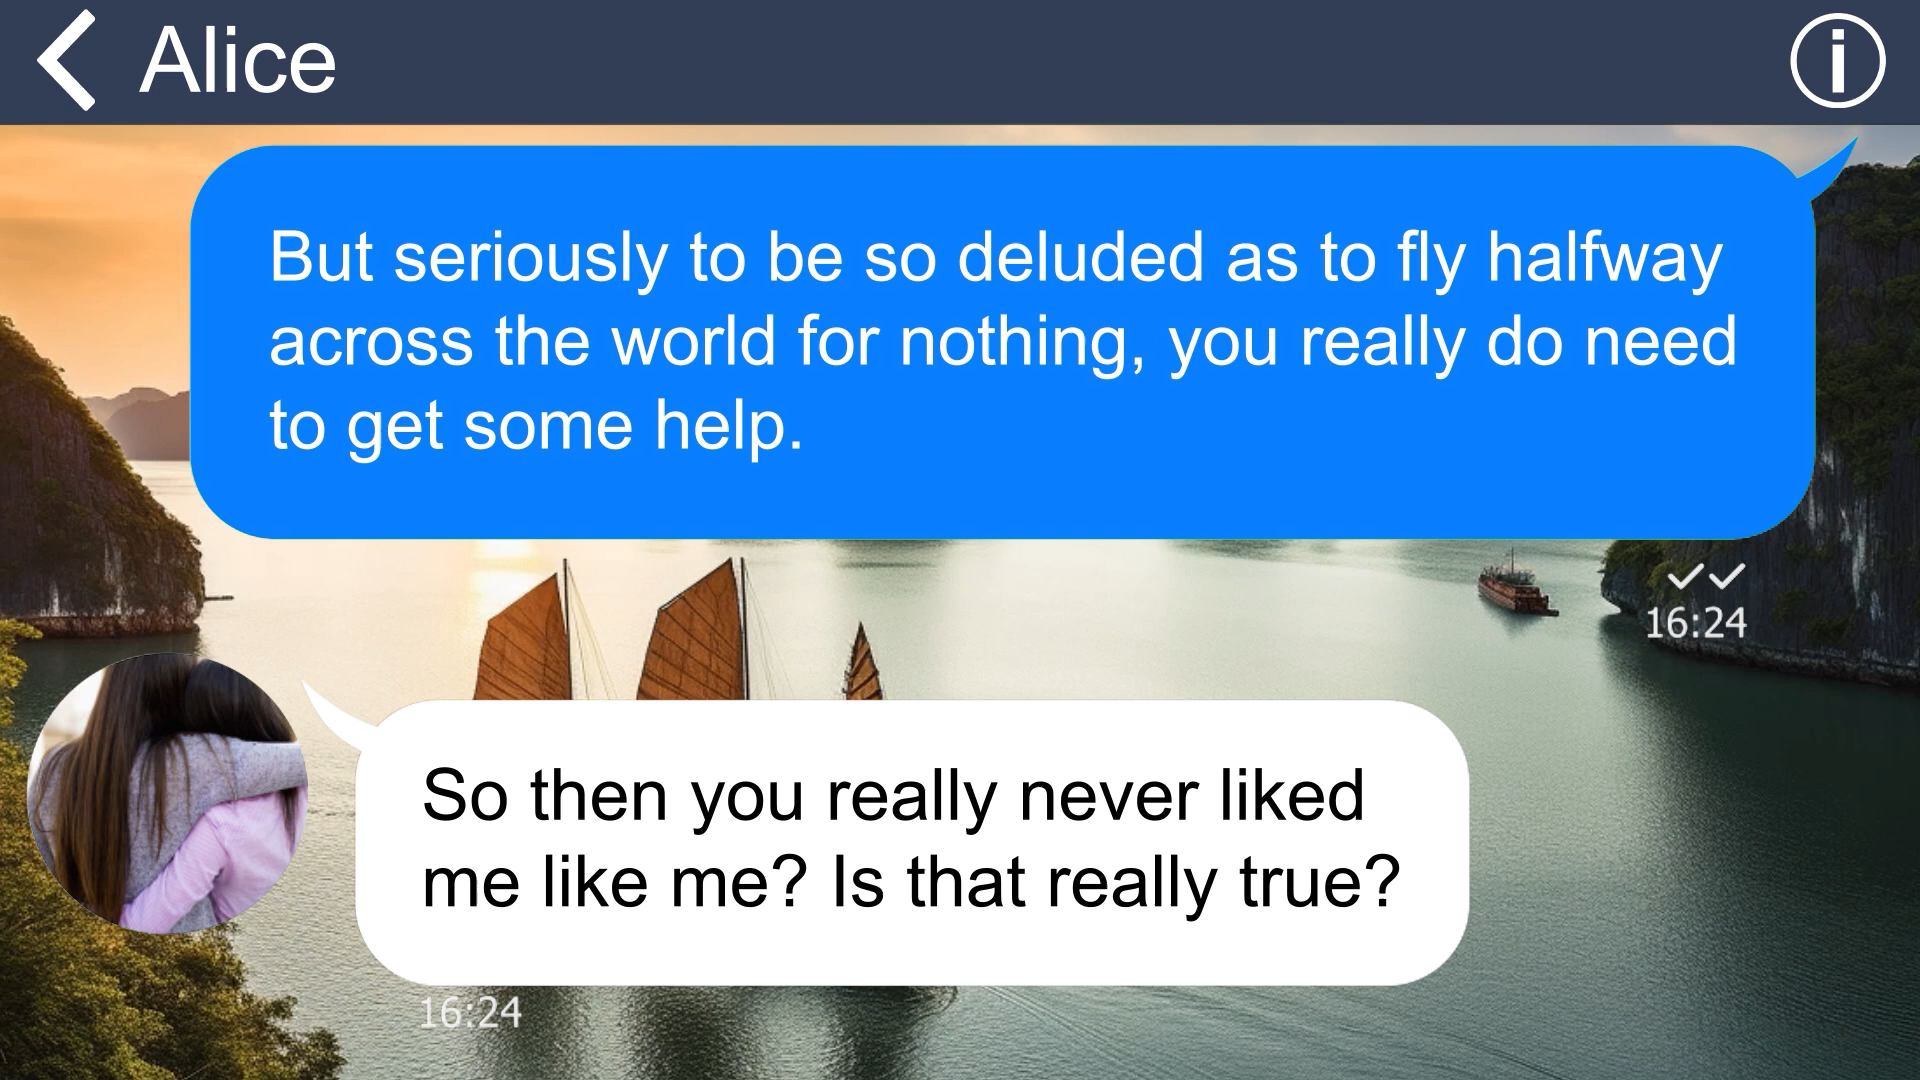 Alice
But seriously to be so deluded as to fly halfway
across the world for nothing, you really do need
to get some help.
16:24
So then you really never liked
me like me? Is that really true?
16:24